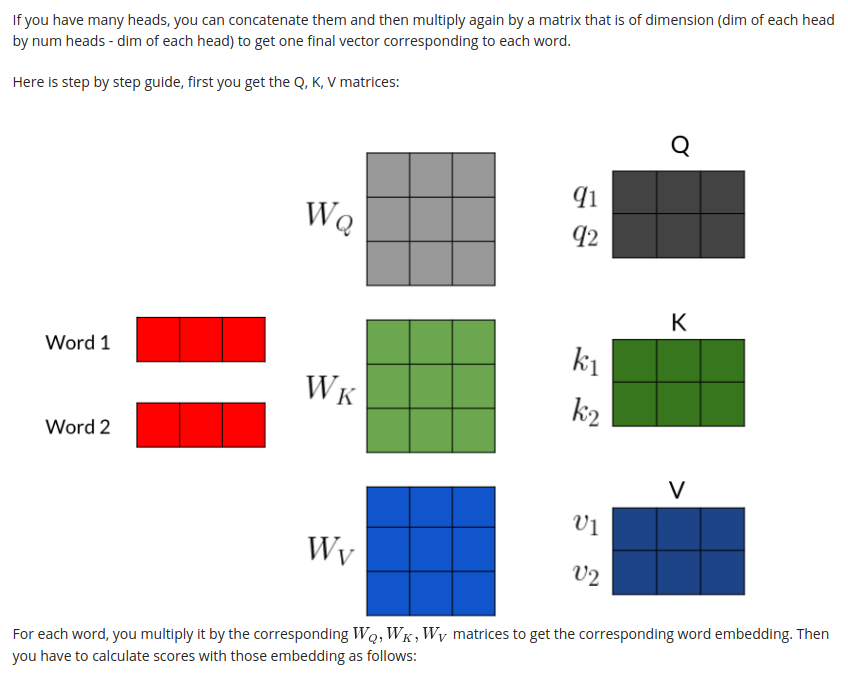 If you have many heads, you can concatenate them and then multiply again by a matrix that is of dimension (dim of each head
by num heads - dim of each head) to get one final vector corresponding to each word.
Here is step by step guide, first you get the Q, K, V matrices:
Q
W_Q
q_1
q_2
K
Word 1
W_K
k_1
k_2
Word 2
V
W_V
v_1
v_2
For each word, you multiply it by the corresponding W_Q, W_K, W_V matrices to get the corresponding word embedding. Then
you have to calculate scores with those embedding as follows: